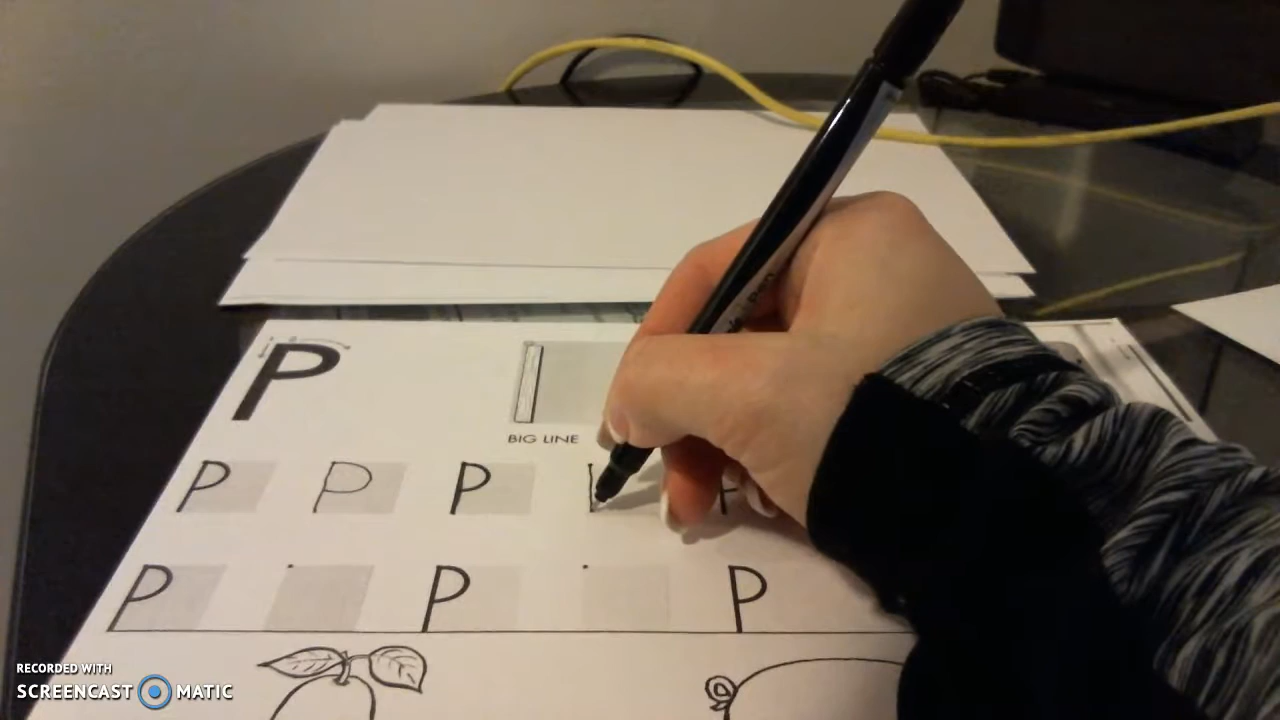 P
BIG LINE
P P P
P P P
RECORDED WITH
SCREENCAST MATIC